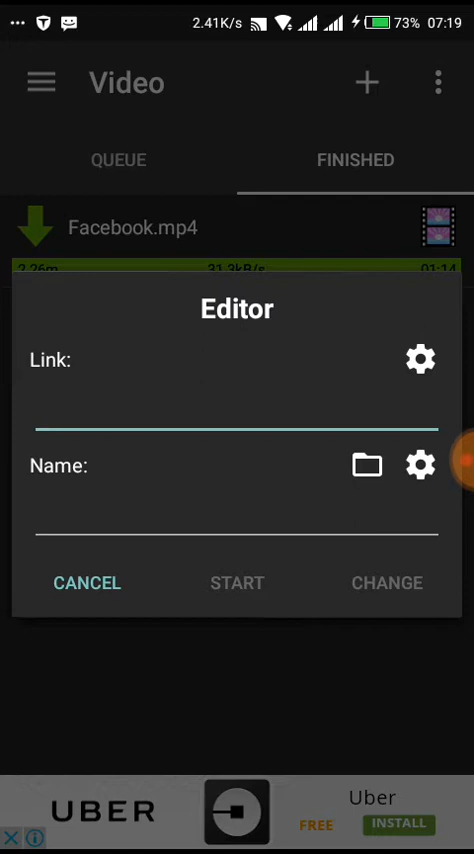 2.41K/s 73% 07:19
Video
QUEUE FINISHED
Facebook.mp4
2.26m 31.3kB/s 01:14
Editor
Link:
Name:
CANCEL START CHANGE
UBER
Uber
FREE INSTALL